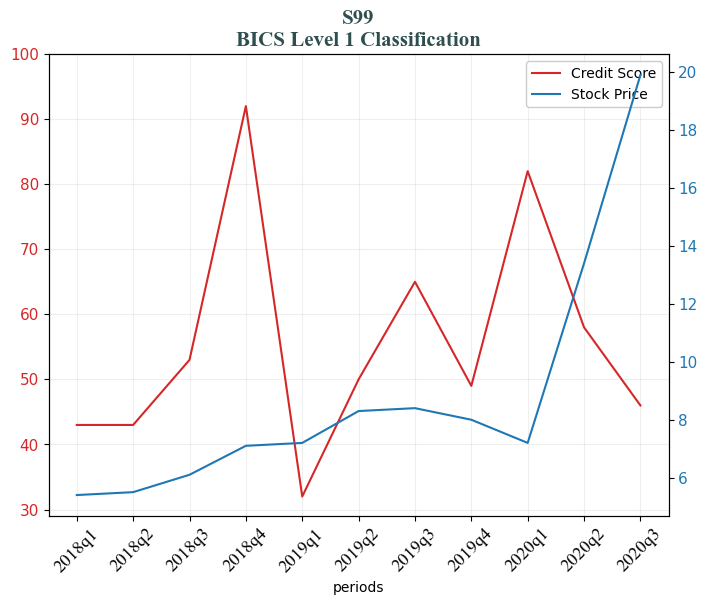 S99
BICS Level 1 Classification
Credit Score
Stock Price
100
90
80
70
60
50
40
30
20
18
16
14
12
10
8
6
2018q1
2018q2
2018q3
2018q4
2019q1
2019q2
2019q3
2019q4
2020q1
2020q2
2020q3
periods